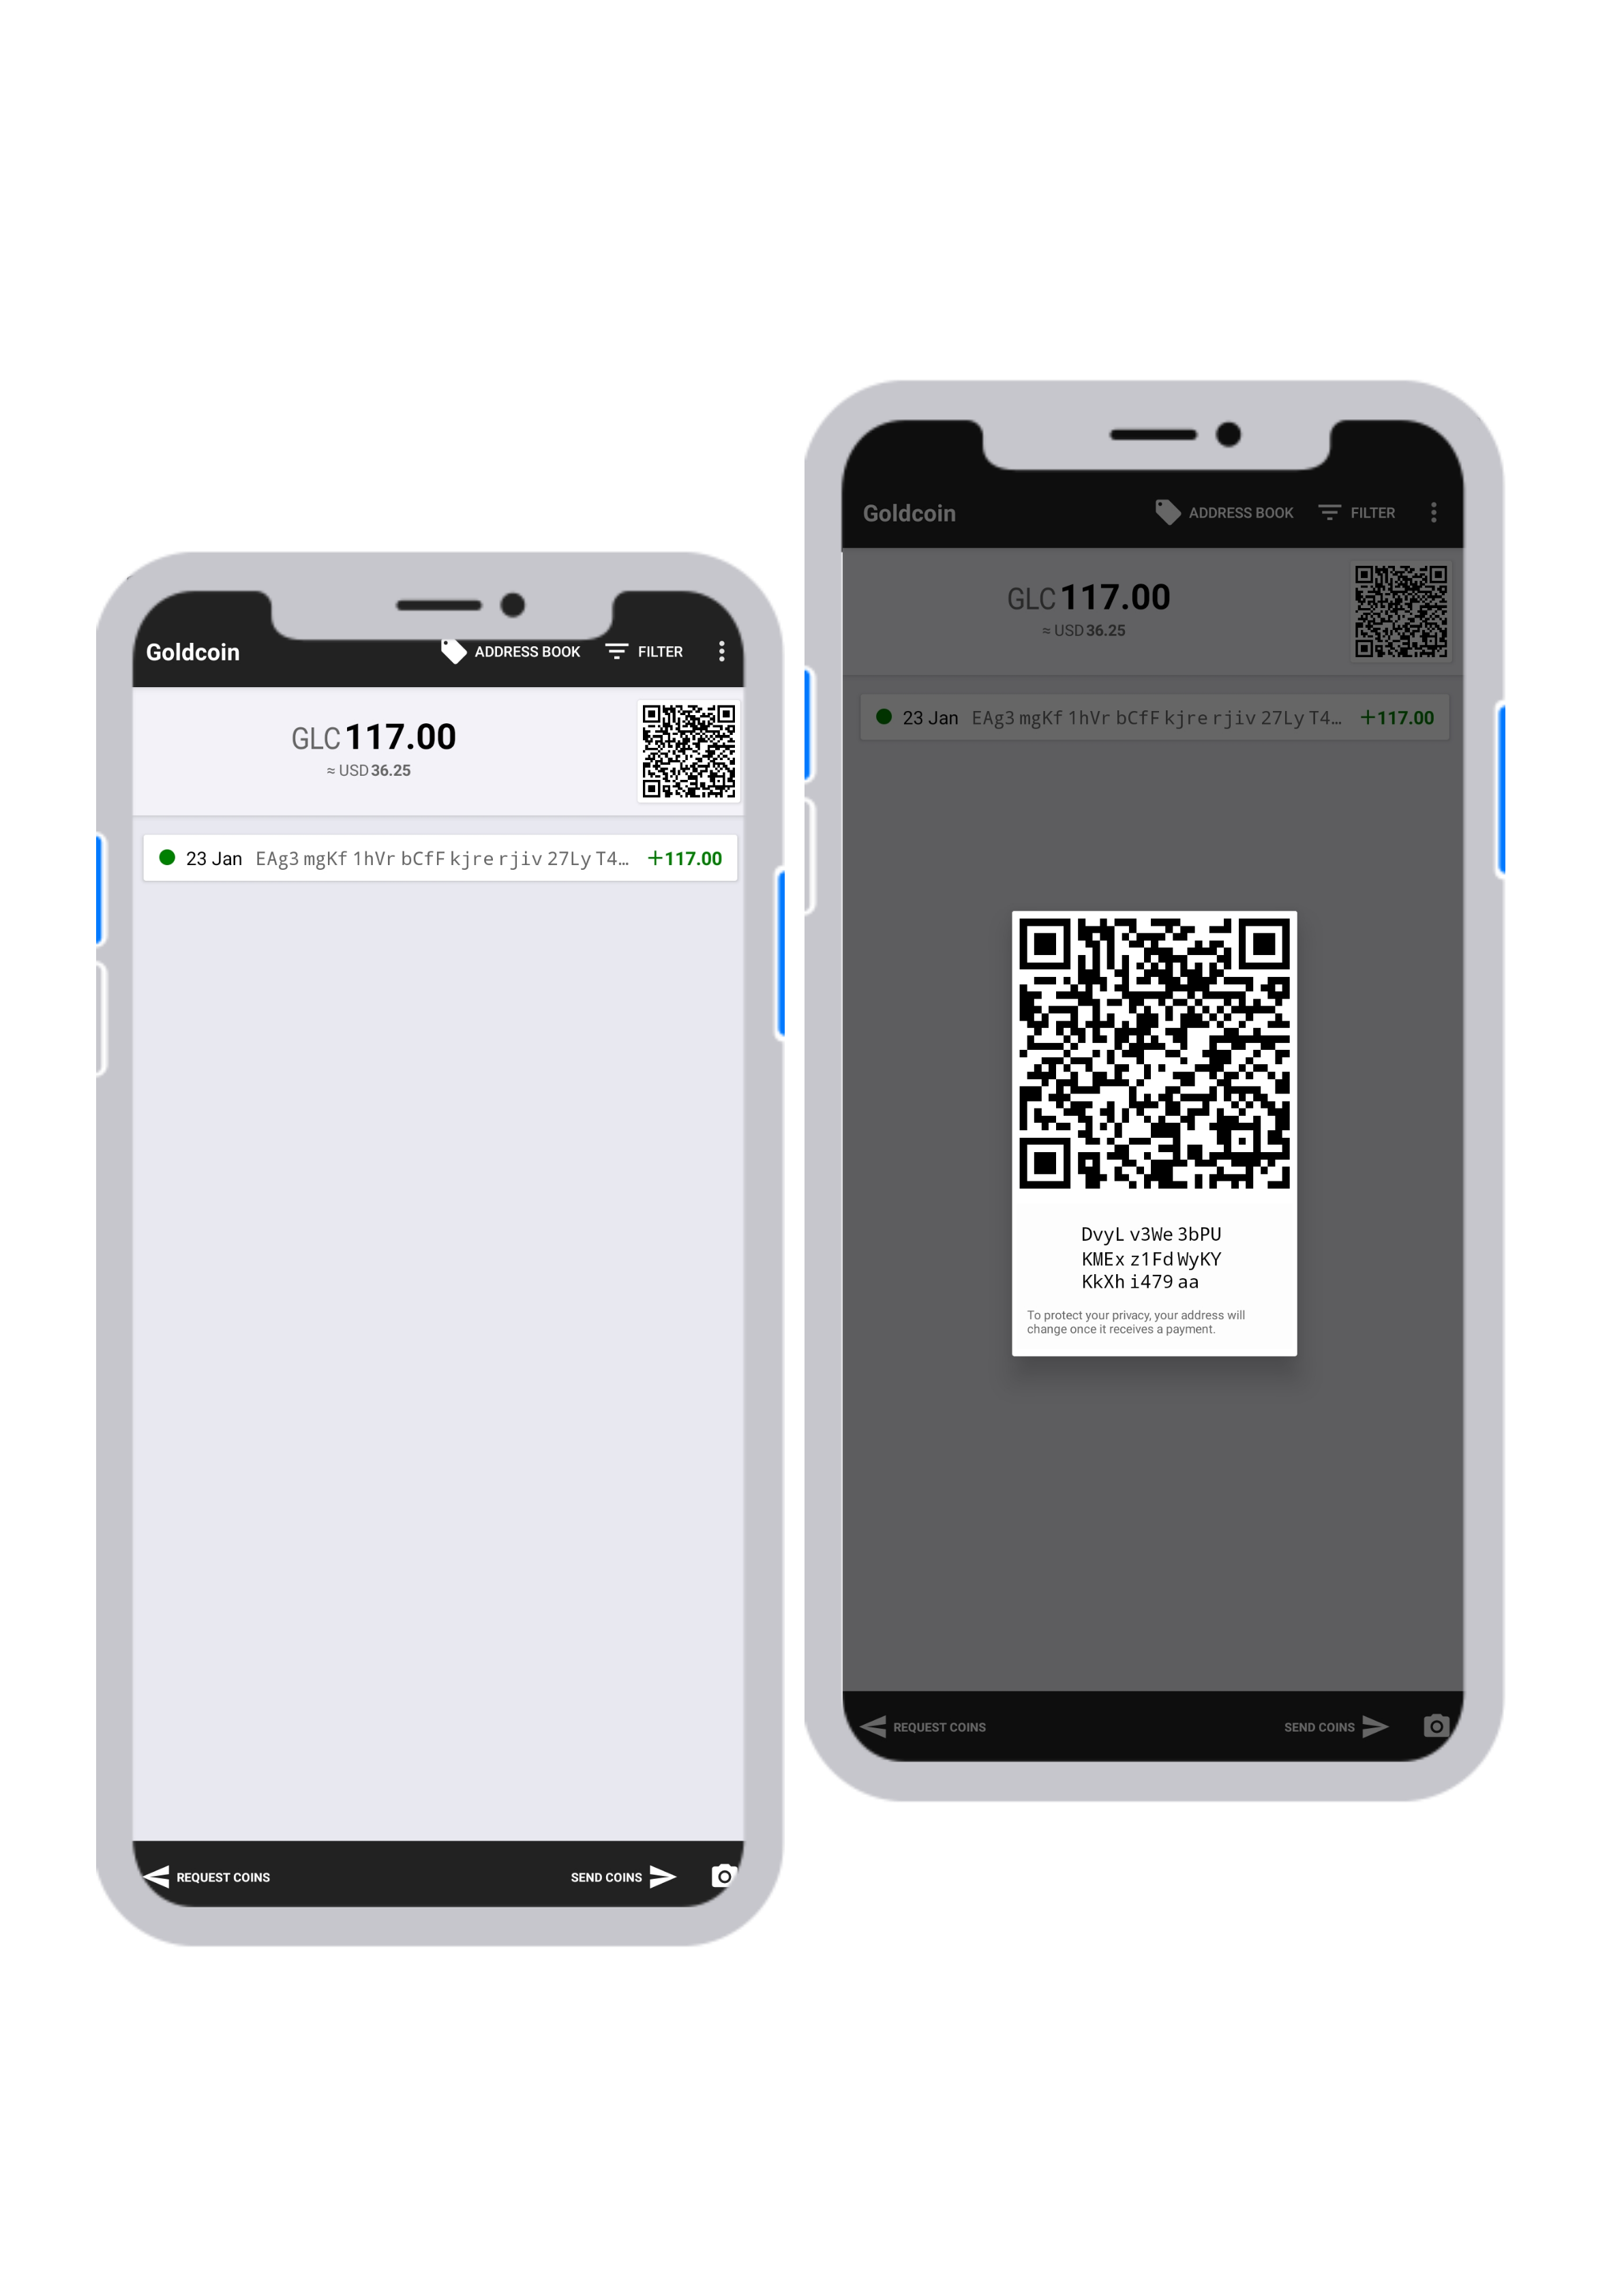 Goldcoin ADDRESS BOOK FILTER
GLC 117.00
≈ USD 36.25
23 Jan EAg3 mgKf 1hVr bCfF kjre rjiv 27Ly T4... +117.00
REQUEST COINS SEND COINS
Goldcoin ADDRESS BOOK FILTER
GLC 117.00
≈ USD 36.25
23 Jan EAg3 mgKf 1hVr bCfF kjre rjiv 27Ly T4... +117.00
DvyL v3We 3bPU
KMEx z1Fd WyKY
KkXh i479 aa
To protect your privacy, your address will
change once it receives a payment.
REQUEST COINS SEND COINS